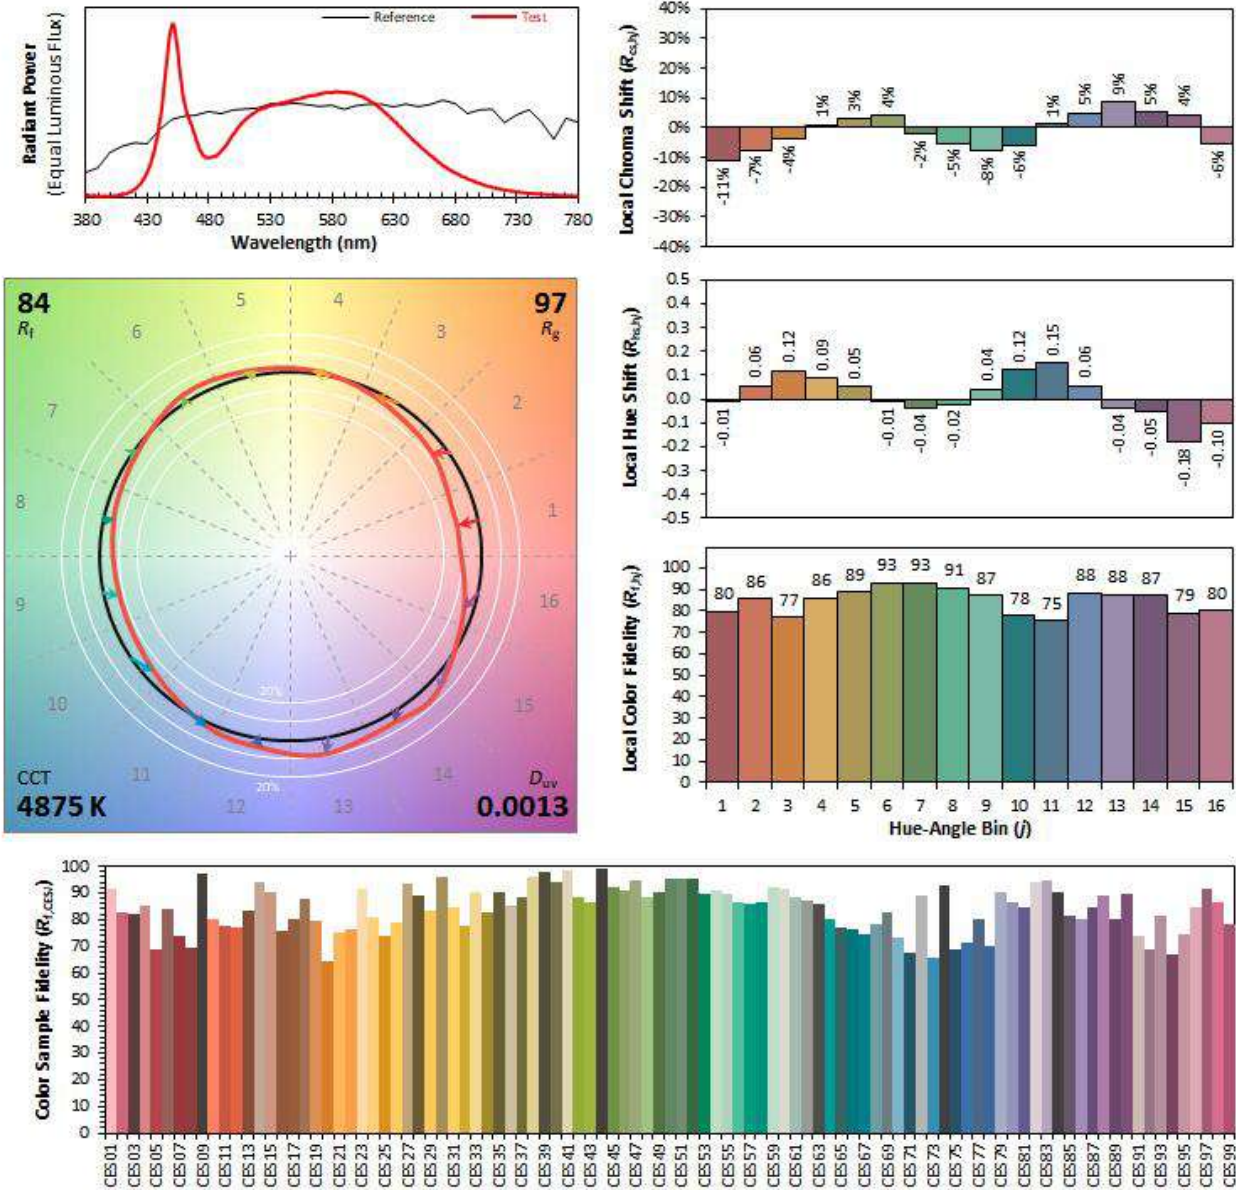 Radiant Power
(Equal Luminous Flux)
Reference
Test
380 430 480 530 580 630 680 730 780
Wavelength (nm)
Local Chroma Shift (Rcs,hj)
40%
30%
20%
10%
0%
-10%
-20%
-30%
-40%
-11% -7% -4% 1% 3% 4% -2% -5% -8% -6% 1% 5% 9% 5% 4% -6%
84
Rf
97
Rg
5 4
6 3
7 2
8 1
9 16
10 15
11 14
12 13
20%
20%
CCT
4875 K
Duv
0.0013
Local Hue Shift (Rhs,hj)
0.5
0.4
0.3
0.2
0.1
0.0
-0.1
-0.2
-0.3
-0.4
-0.5
-0.01 0.06 0.12 0.09 0.05 -0.01 -0.04 -0.02 0.04 0.12 0.15 0.06 -0.04 -0.05 -0.18 -0.10
Local Color Fidelity (Rf,hj)
100
90
80
70
60
50
40
30
20
10
0
80 86 77 86 89 93 93 91 87 78 75 88 88 87 79 80
1 2 3 4 5 6 7 8 9 10 11 12 13 14 15 16
Hue-Angle Bin (j)
Color Sample Fidelity (Rf,CESi)
100
90
80
70
60
50
40
30
20
10
0
CES01 CES03 CES05 CES07 CES09 CES11 CES13 CES15 CES17 CES19 CES21 CES23 CES25 CES27 CES29 CES31 CES33 CES35 CES37 CES39 CES41 CES43 CES45 CES47 CES49 CES51 CES53 CES55 CES57 CES59 CES61 CES63 CES65 CES67 CES69 CES71 CES73 CES75 CES77 CES79 CES81 CES83 CES85 CES87 CES89 CES91 CES93 CES95 CES97 CES99